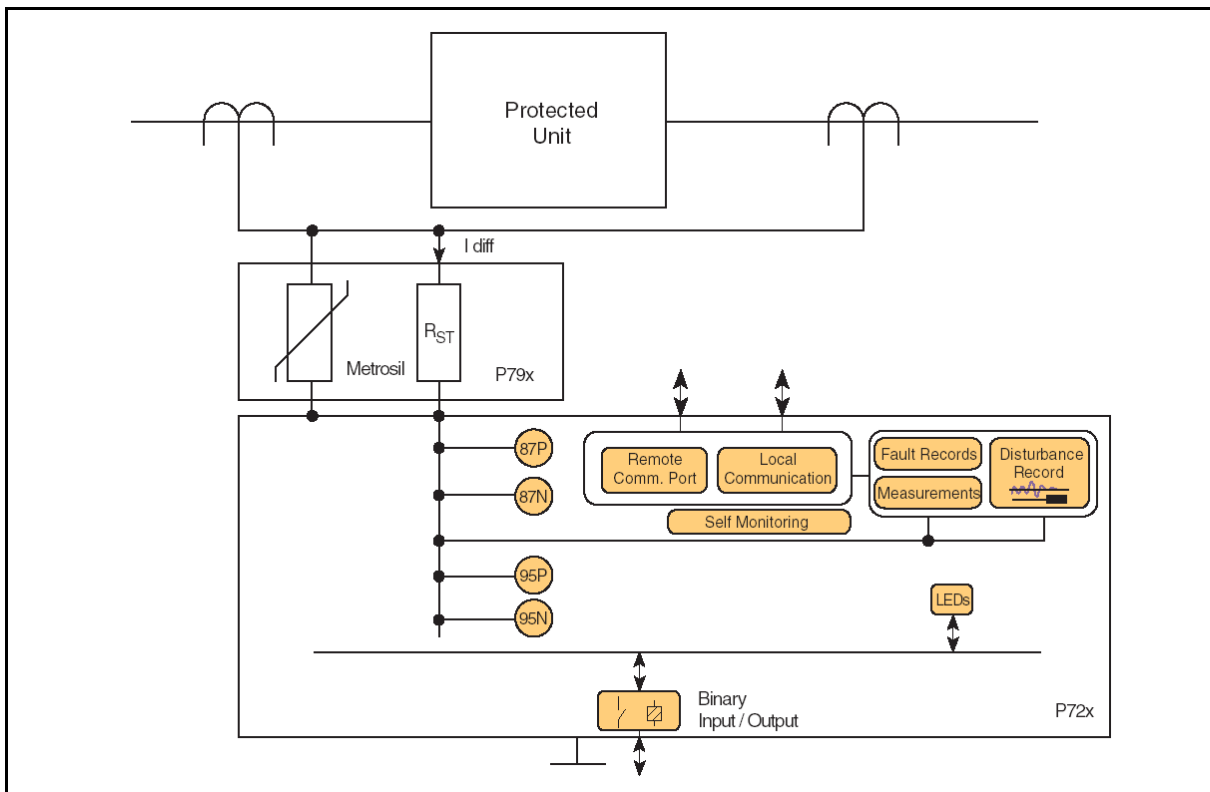 Protected
Unit
I diff
RST
Metrosil
P79x
87P
87N
Remote
Comm. Port
Local
Communication
Fault Records
Measurements
Disturbance
Record
Self Monitoring
95P
95N
LEDs
Binary
Input / Output
P72x